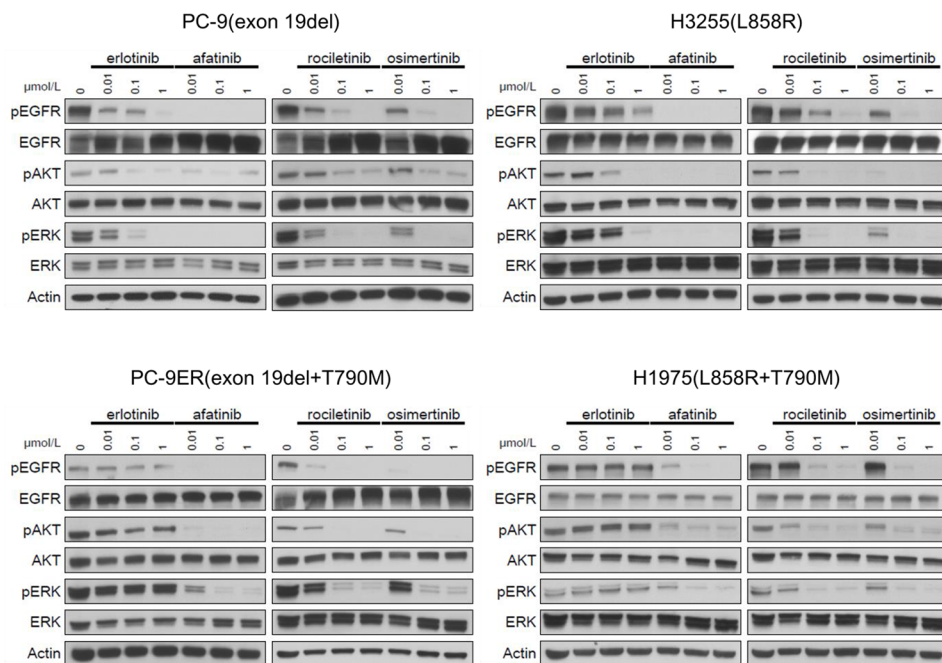 PC-9(exon 19del)
H3255(L858R)
erlotinib afatinib rociletinib osimertinib
µmol/L 0 0.01 0.1 1 0.01 0.1 1 0 0.01 0.1 1 0.01 0.1 1
pEGFR
EGFR
pAKT
AKT
pERK
ERK
Actin
erlotinib afatinib rociletinib osimertinib
µmol/L 0 0.01 0.1 1 0.01 0.1 1 0 0.01 0.1 1 0.01 0.1 1
pEGFR
EGFR
pAKT
AKT
pERK
ERK
Actin
PC-9ER(exon 19del+T790M)
H1975(L858R+T790M)
erlotinib afatinib rociletinib osimertinib
µmol/L 0 0.01 0.1 1 0.01 0.1 1 0 0.01 0.1 1 0.01 0.1 1
pEGFR
EGFR
pAKT
AKT
pERK
ERK
Actin
erlotinib afatinib rociletinib osimertinib
µmol/L 0 0.01 0.1 1 0.01 0.1 1 0 0.01 0.1 1 0.01 0.1 1
pEGFR
EGFR
pAKT
AKT
pERK
ERK
Actin